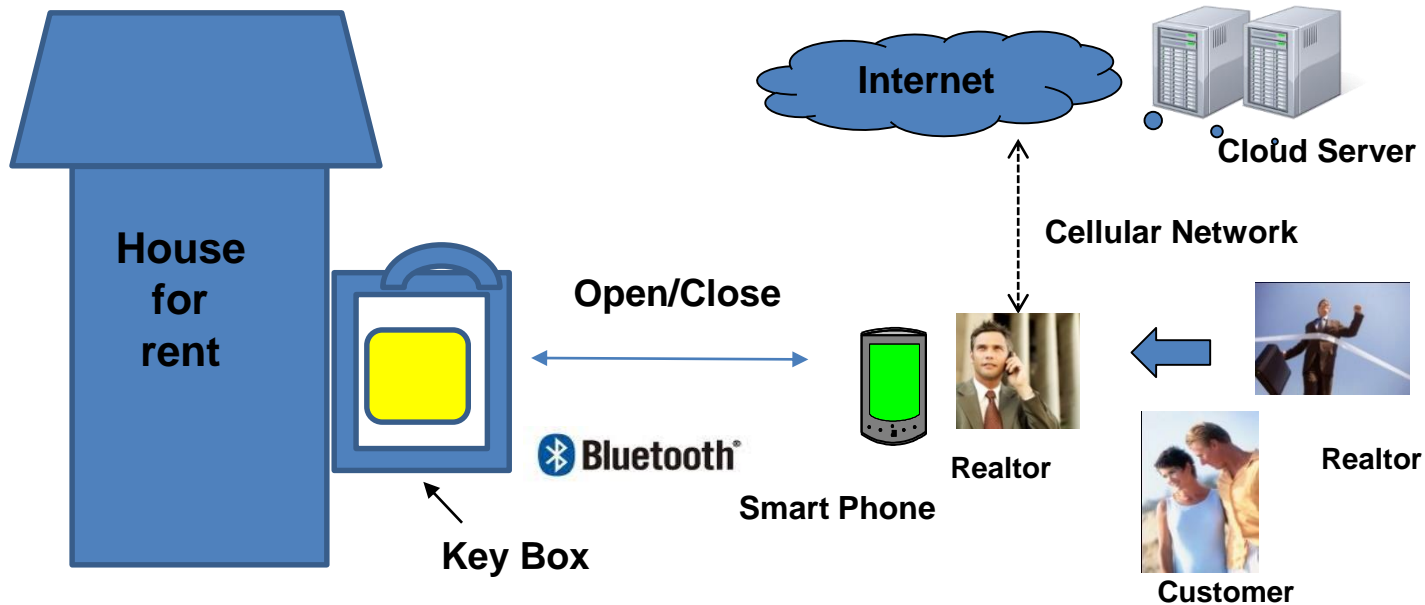 Internet
Cloud Server
House
for
rent
Cellular Network
Open/Close
Bluetooth®
Realtor
Realtor
Smart Phone
Key Box
Customer